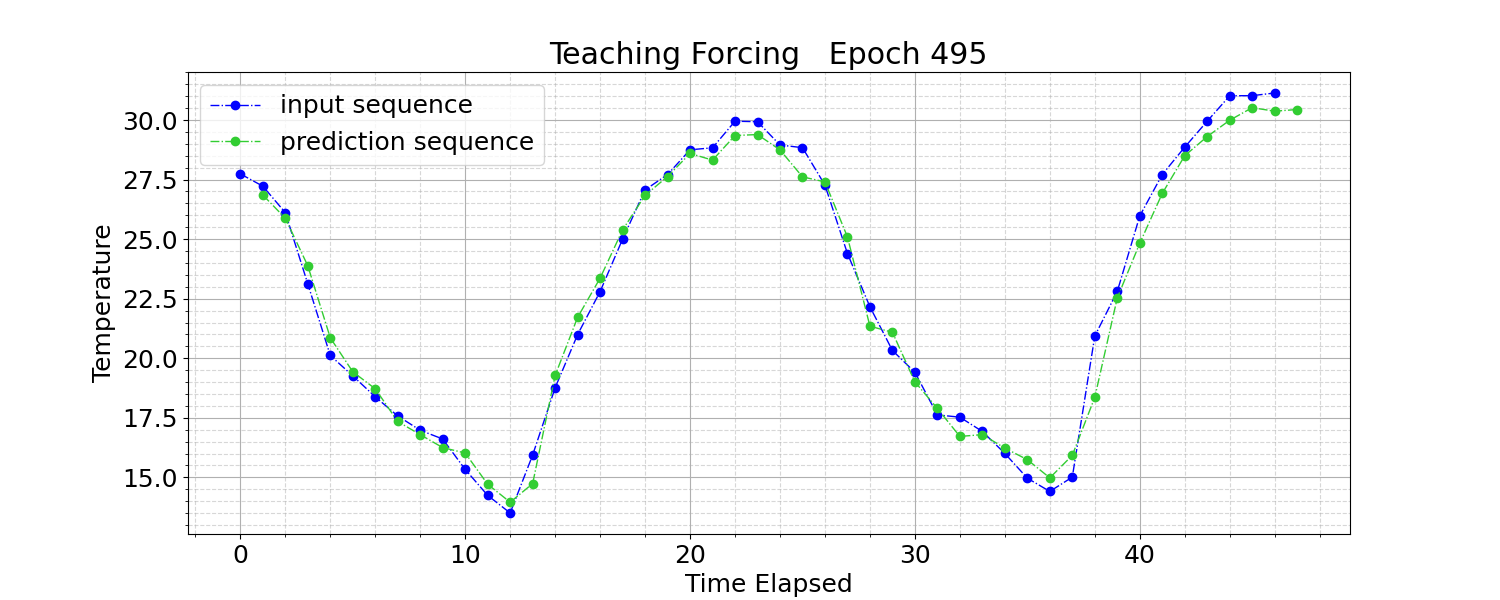 Teaching Forcing   Epoch 495
input sequence
prediction sequence
Temperature
30.0
27.5
25.0
22.5
20.0
17.5
15.0
0 10 20 30 40
Time Elapsed